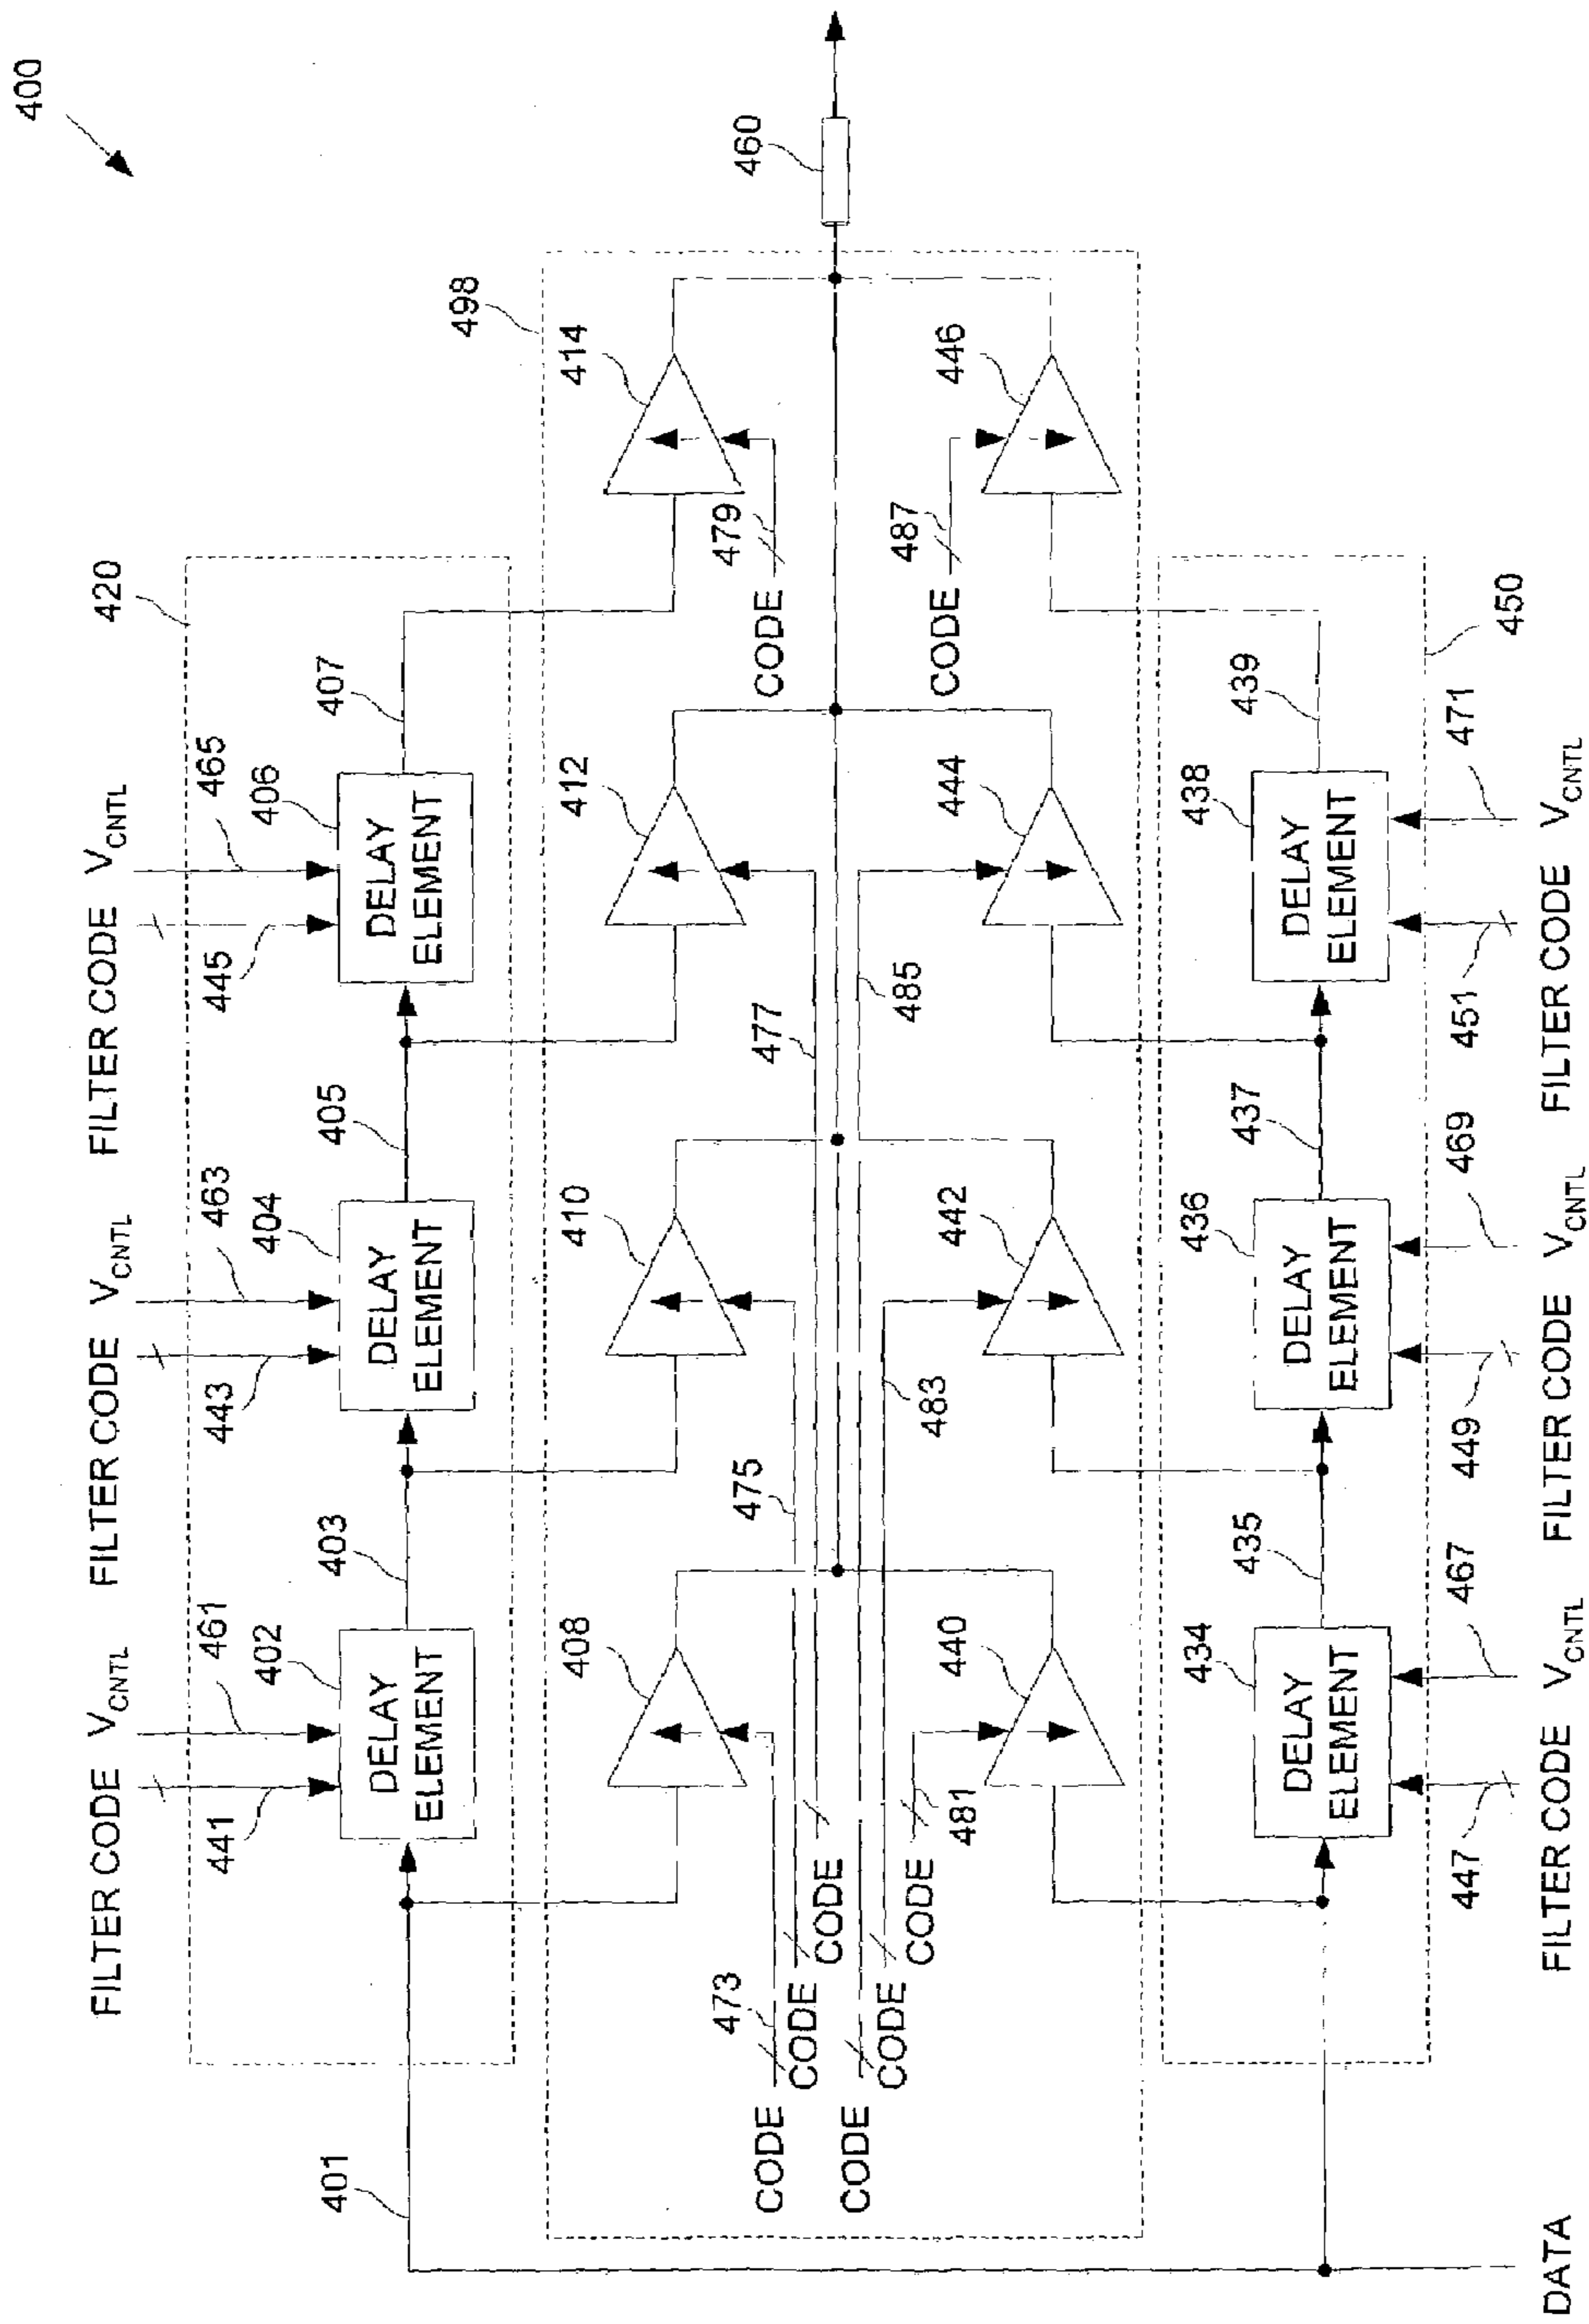 400
FILTER CODE VCNTL FILTER CODE VCNTL FILTER CODE VCNTL
441 461 443 463 445 465
420
402 404 406
401
DELAY ELEMENT
403
DELAY ELEMENT
405
DELAY ELEMENT
407
498
408 410 412 414
460
CODE 473
CODE 475
CODE 477
CODE 479
CODE 485
CODE 483
CODE 481
CODE 487
440 442 444 446
434 436 438
DELAY ELEMENT
435
DELAY ELEMENT
437
DELAY ELEMENT
439
450
447 467 449 469 451 471
DATA
FILTER CODE VCNTL FILTER CODE VCNTL FILTER CODE VCNTL